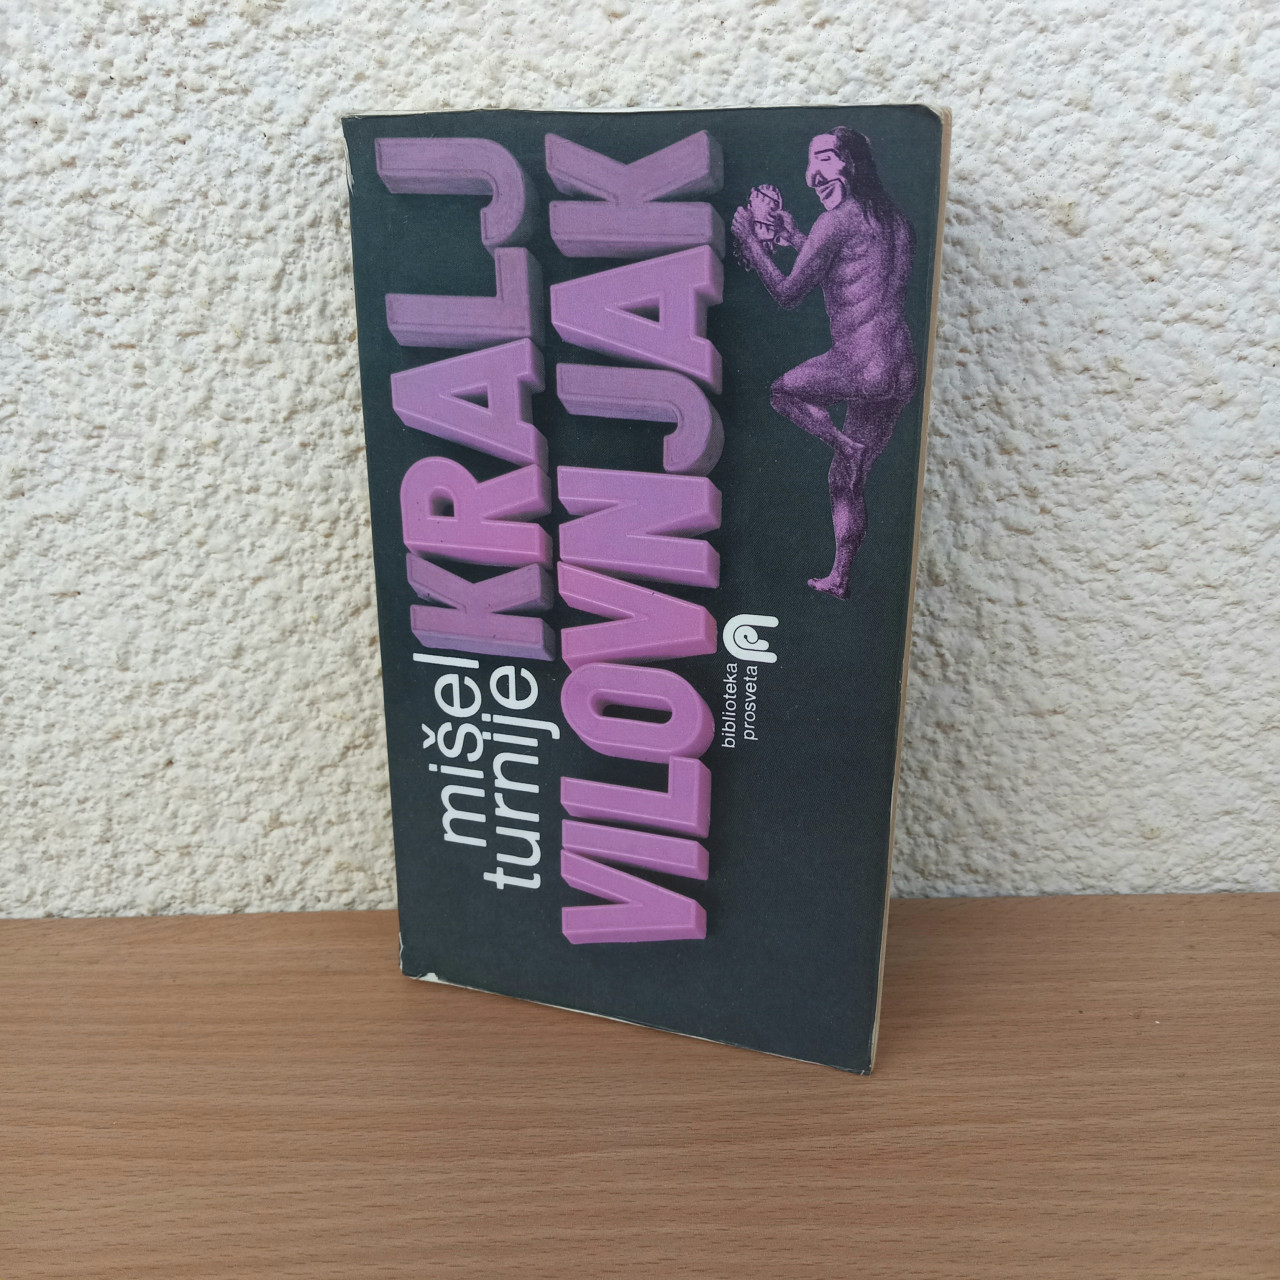 mišel
turnije
KRALJ
VILOVNJAK
biblioteka
prosveta